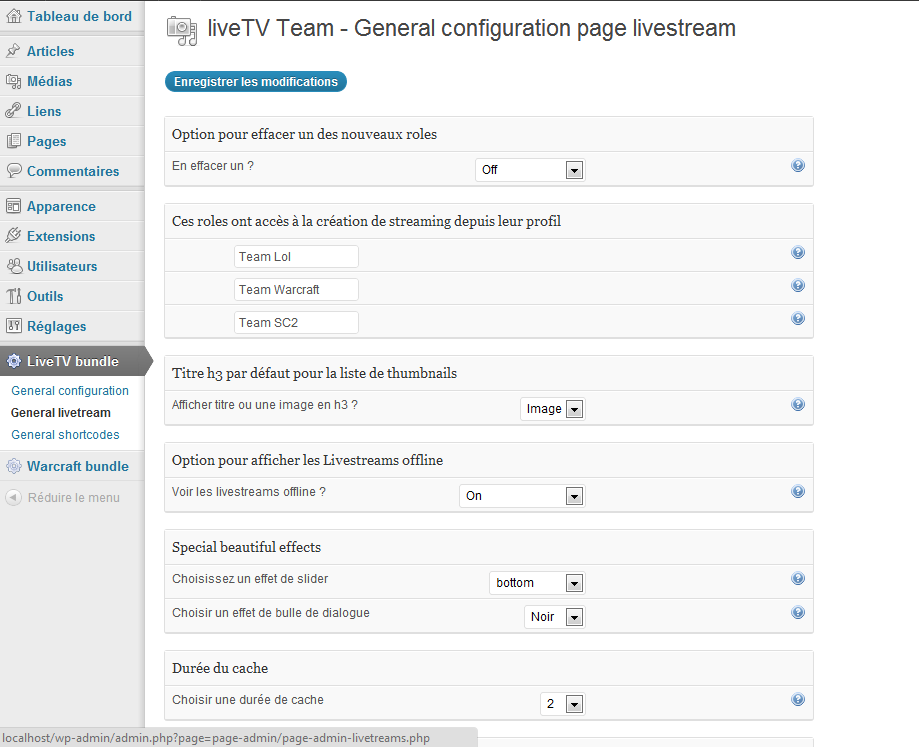 Tableau de bord
Articles
Médias
Liens
Pages
Commentaires
Apparence
Extensions
Utilisateurs
Outils
Réglages
LiveTV bundle
General configuration
General livestream
General shortcodes
Warcraft bundle
Réduire le menu
liveTV Team - General configuration page livestream
Enregistrer les modifications
Option pour effacer un des nouveaux roles
En effacer un ? Off
Ces roles ont accès à la création de streaming depuis leur profil
Team Lol
Team Warcraft
Team SC2
Titre h3 par défaut pour la liste de thumbnails
Afficher titre ou une image en h3 ? Image
Option pour afficher les Livestreams offline
Voir les livestreams offline ? On
Special beautiful effects
Choisissez un effet de slider bottom
Choisir un effet de bulle de dialogue Noir
Durée du cache
Choisir une durée de cache 2
localhost/wp-admin/admin.php?page=page-admin/page-admin-livetreams.php